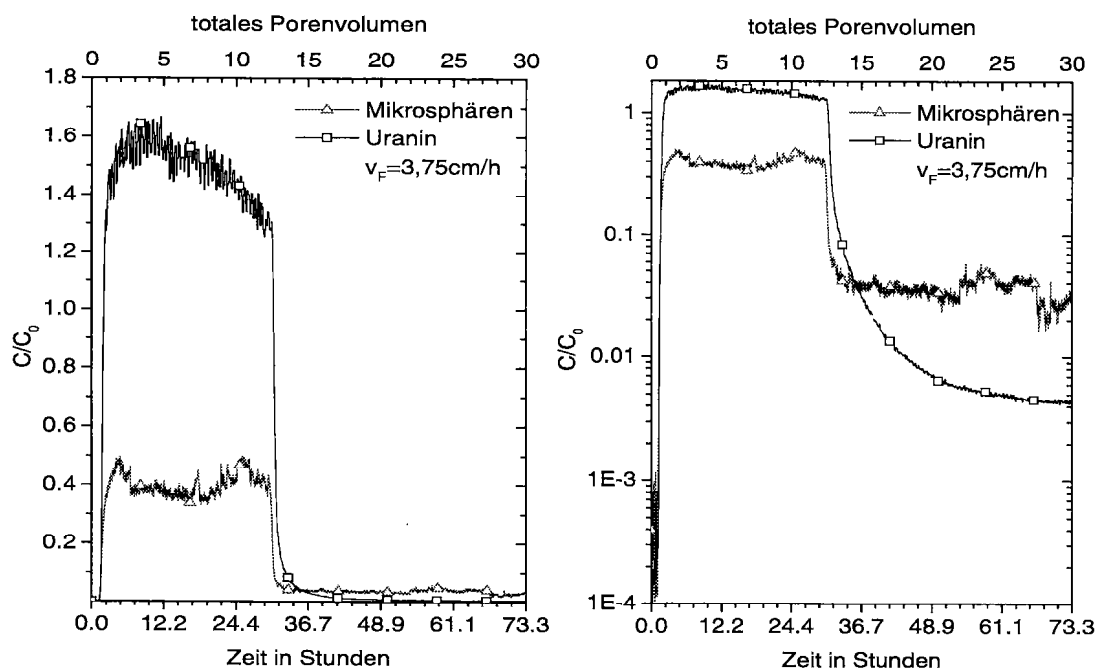 totales Porenvolumen
0 5 10 15 20 25 30
1.8
1.6
1.4
1.2
1.0
0.8
0.6
0.4
0.2
C/C₀
Mikrosphären
Uranin
v_F=3,75cm/h
0.0 12.2 24.4 36.7 48.9 61.1 73.3
Zeit in Stunden
totales Porenvolumen
0 5 10 15 20 25 30
1
0.1
0.01
1E-3
1E-4
C/C₀
Mikrosphären
Uranin
v_F=3,75cm/h
0.0 12.2 24.4 36.7 48.9 61.1 73.3
Zeit in Stunden